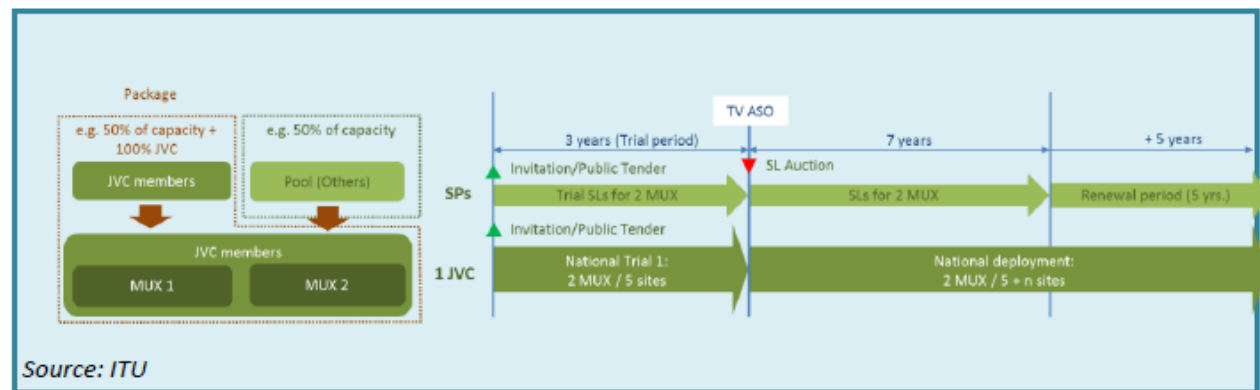 Package
e.g. 50% of capacity +
100% JVC
e.g. 50% of capacity
JVC members
Pool (Others)
JVC members
MUX 1
MUX 2
TV ASO
3 years (Trial period)
7 years
+ 5 years
Invitation/Public Tender
SL Auction
SPs
Trial SLs for 2 MUX
SLs for 2 MUX
Renewal period (5 yrs.)
Invitation/Public Tender
1 JVC
National Trial 1:
2 MUX / 5 sites
National deployment:
2 MUX / 5 + n sites
Source: ITU